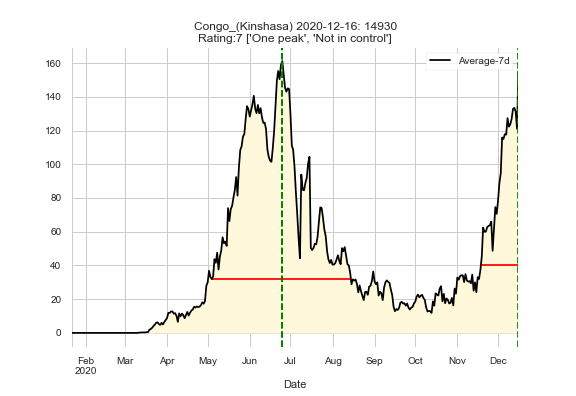 Congo_(Kinshasa) 2020-12-16: 14930
Rating:7 ['One peak', 'Not in control']
Average-7d
160
140
120
100
80
60
40
20
0
Feb Mar Apr May Jun Jul Aug Sep Oct Nov Dec
2020
Date